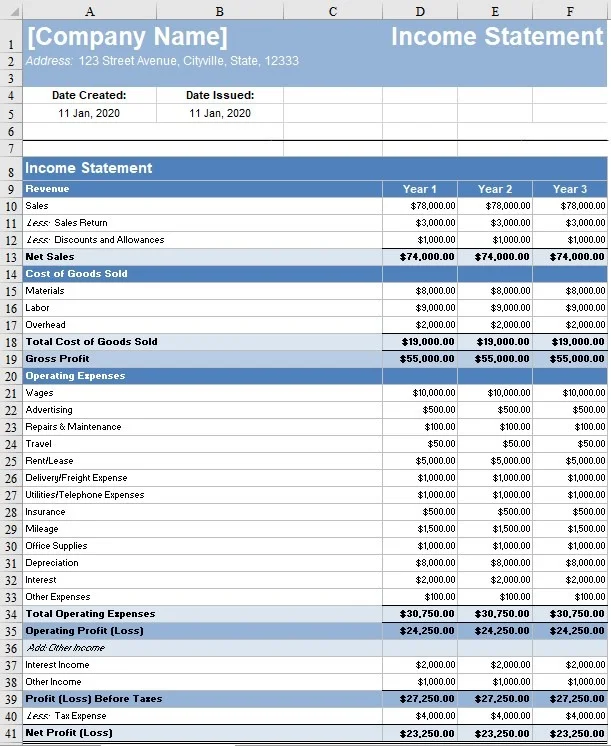 A B C D E F
1 [Company Name] Income Statement
2 Address: 123 Street Avenue, Cityville, State, 12333
3
4 Date Created: Date Issued:
5 11 Jan, 2020 11 Jan, 2020
6
7
8 Income Statement
9 Revenue Year 1 Year 2 Year 3
10 Sales $78,000.00 $78,000.00 $78,000.00
11 Less: Sales Return $3,000.00 $3,000.00 $3,000.00
12 Less: Discounts and Allowances $1,000.00 $1,000.00 $1,000.00
13 Net Sales $74,000.00 $74,000.00 $74,000.00
14 Cost of Goods Sold
15 Materials $8,000.00 $8,000.00 $8,000.00
16 Labor $9,000.00 $9,000.00 $9,000.00
17 Overhead $2,000.00 $2,000.00 $2,000.00
18 Total Cost of Goods Sold $19,000.00 $19,000.00 $19,000.00
19 Gross Profit $55,000.00 $55,000.00 $55,000.00
20 Operating Expenses
21 Wages $10,000.00 $10,000.00 $10,000.00
22 Advertising $500.00 $500.00 $500.00
23 Repairs & Maintenance $100.00 $100.00 $100.00
24 Travel $50.00 $50.00 $50.00
25 Rent/Lease $5,000.00 $5,000.00 $5,000.00
26 Delivery/Freight Expense $1,000.00 $1,000.00 $1,000.00
27 Utilities/Telephone Expenses $1,000.00 $1,000.00 $1,000.00
28 Insurance $500.00 $500.00 $500.00
29 Mileage $1,500.00 $1,500.00 $1,500.00
30 Office Supplies $1,000.00 $1,000.00 $1,000.00
31 Depreciation $8,000.00 $8,000.00 $8,000.00
32 Interest $2,000.00 $2,000.00 $2,000.00
33 Other Expenses $100.00 $100.00 $100.00
34 Total Operating Expenses $30,750.00 $30,750.00 $30,750.00
35 Operating Profit (Loss) $24,250.00 $24,250.00 $24,250.00
36 Add: Other Income
37 Interest Income $2,000.00 $2,000.00 $2,000.00
38 Other Income $1,000.00 $1,000.00 $1,000.00
39 Profit (Loss) Before Taxes $27,250.00 $27,250.00 $27,250.00
40 Less: Tax Expense $4,000.00 $4,000.00 $4,000.00
41 Net Profit (Loss) $23,250.00 $23,250.00 $23,250.00